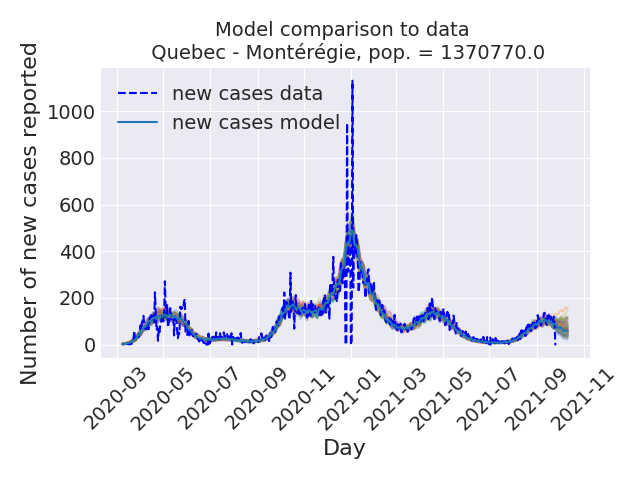 Model comparison to data
Quebec - Montérégie, pop. = 1370770.0
Number of new cases reported
1000
800
600
400
200
0
new cases data
new cases model
2020-03
2020-05
2020-07
2020-09
2020-11
2021-01
2021-03
2021-05
2021-07
2021-09
2021-11
Day